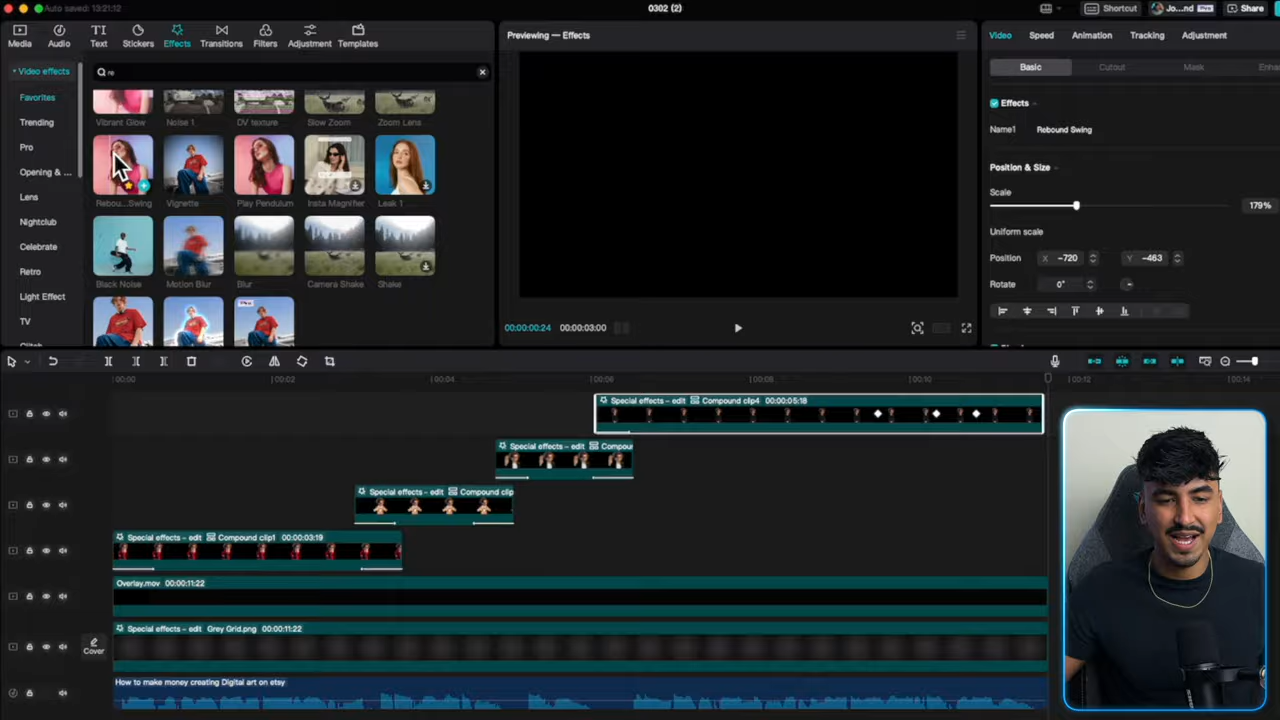 Auto saved: 13:21:12
0302 (2)
Shortcut
Jo...nd
Pro
Share
Media
Audio
Text
Stickers
Effects
Transitions
Filters
Adjustment
Templates
Video effects
Favorites
Trending
Pro
Opening & ...
Lens
Nightclub
Celebrate
Retro
Light Effect
TV
Glitch
re
Vibrant Glow
Noise 1
DV texture
Slow Zoom
Zoom Lens
Rebou...Swing
Vignette
Play Pendulum
Insta Magnifier
Leak 1
Black Noise
Motion Blur
Blur
Camera Shake
Shake
Previewing — Effects
00:00:00:24
00:00:03:00
Video
Speed
Animation
Tracking
Adjustment
Basic
Cutout
Mask
Enha
Effects
Name1
Rebound Swing
Position & Size
Scale
179%
Uniform scale
Position
X
-720
Y
-463
Rotate
0°
00:00
00:02
00:04
00:06
00:08
00:10
00:12
00:14
Special effects - edit Compound clip4 00:00:05:18
Special effects - edit Compou
Special effects - edit Compound clip
Special effects - edit Compound clip1 00:00:03:19
Overlay.mov 00:00:11:22
Special effects - edit Grey Grid.png 00:00:11:22
Cover
How to make money creating Digital art on etsy